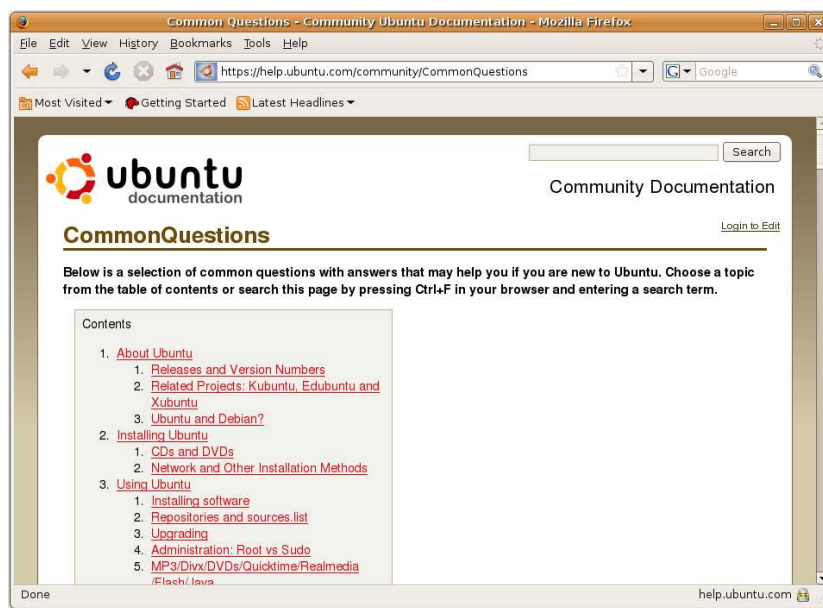 Common Questions - Community Ubuntu Documentation - Mozilla Firefox
File Edit View History Bookmarks Tools Help
https://help.ubuntu.com/community/CommonQuestions
G Google
Most Visited Getting Started Latest Headlines
Search
ubuntu
documentation
Community Documentation
Login to Edit
CommonQuestions
Below is a selection of common questions with answers that may help you if you are new to Ubuntu. Choose a topic
from the table of contents or search this page by pressing Ctrl+F in your browser and entering a search term.
Contents
1. About Ubuntu
1. Releases and Version Numbers
2. Related Projects: Kubuntu, Edubuntu and
Xubuntu
3. Ubuntu and Debian?
2. Installing Ubuntu
1. CDs and DVDs
2. Network and Other Installation Methods
3. Using Ubuntu
1. Installing software
2. Repositories and sources.list
3. Upgrading
4. Administration: Root vs Sudo
5. MP3/Divx/DVDs/Quicktime/Realmedia
/Flash/Java
Done
help.ubuntu.com